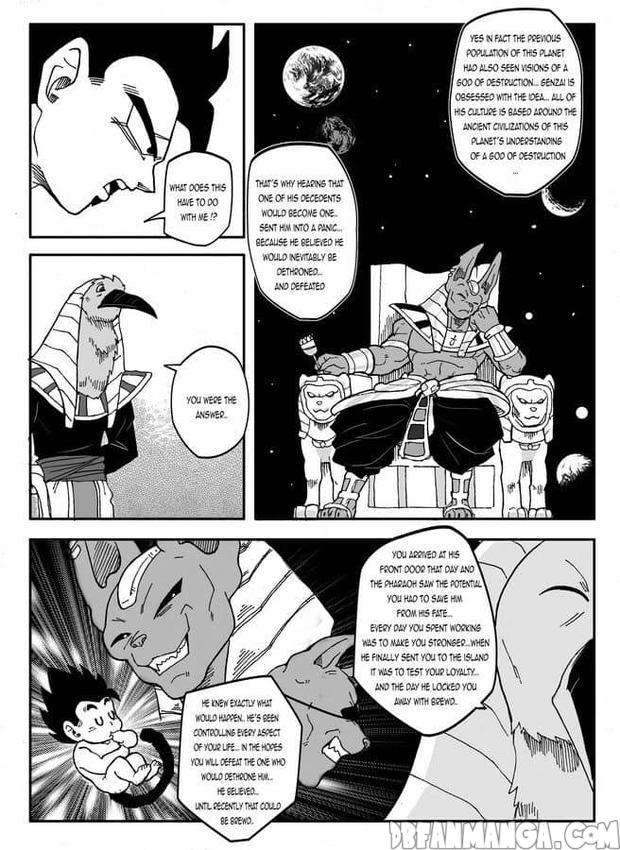 YES IN FACT THE PREVIOUS
POPULATION OF THIS PLANET
HAD ALSO SEEN VISIONS OF A
GOD OF DESTRUCTION... GENZAI IS
OBSESSED WITH THE IDEA... ALL OF
HIS CULTURE IS BASED AROUND THE
ANCIENT CIVILIZATIONS OF THIS
PLANET'S UNDERSTANDING
OF A GOD OF DESTRUCTION
...
WHAT DOES THIS
HAVE TO DO
WITH ME !?
THAT'S WHY HEARING THAT
ONE OF HIS DECEDENTS
WOULD BECOME ONE..
SENT HIM INTO A PANIC...
BECAUSE HE BELIEVED HE
WOULD INEVITABLY BE
DETHRONED...
AND DEFEATED
YOU WERE THE
ANSWER..
YOU ARRIVED AT HIS
FRONT DOOR THAT DAY AND
THE PHARAOH SAW THE POTENTIAL
YOU HAD TO SAVE HIM
FROM HIS FATE...
EVERY DAY YOU SPENT WORKING
WAS TO MAKE YOU STRONGER...WHEN
HE FINALLY SENT YOU TO THE ISLAND
IT WAS TO TEST YOUR LOYALTY...
AND THE DAY HE LOCKED YOU
AWAY WITH BREWD...
HE KNEW EXACTLY WHAT
WOULD HAPPEN.. HE'S BEEN
CONTROLLING EVERY ASPECT
OF YOUR LIFE... IN THE HOPES
YOU WILL DEFEAT THE ONE WHO
WOULD DETHRONE HIM...
HE BELIEVED..
UNTIL RECENTLY THAT COULD
BE BREWD..
DBFANMANGA.COM